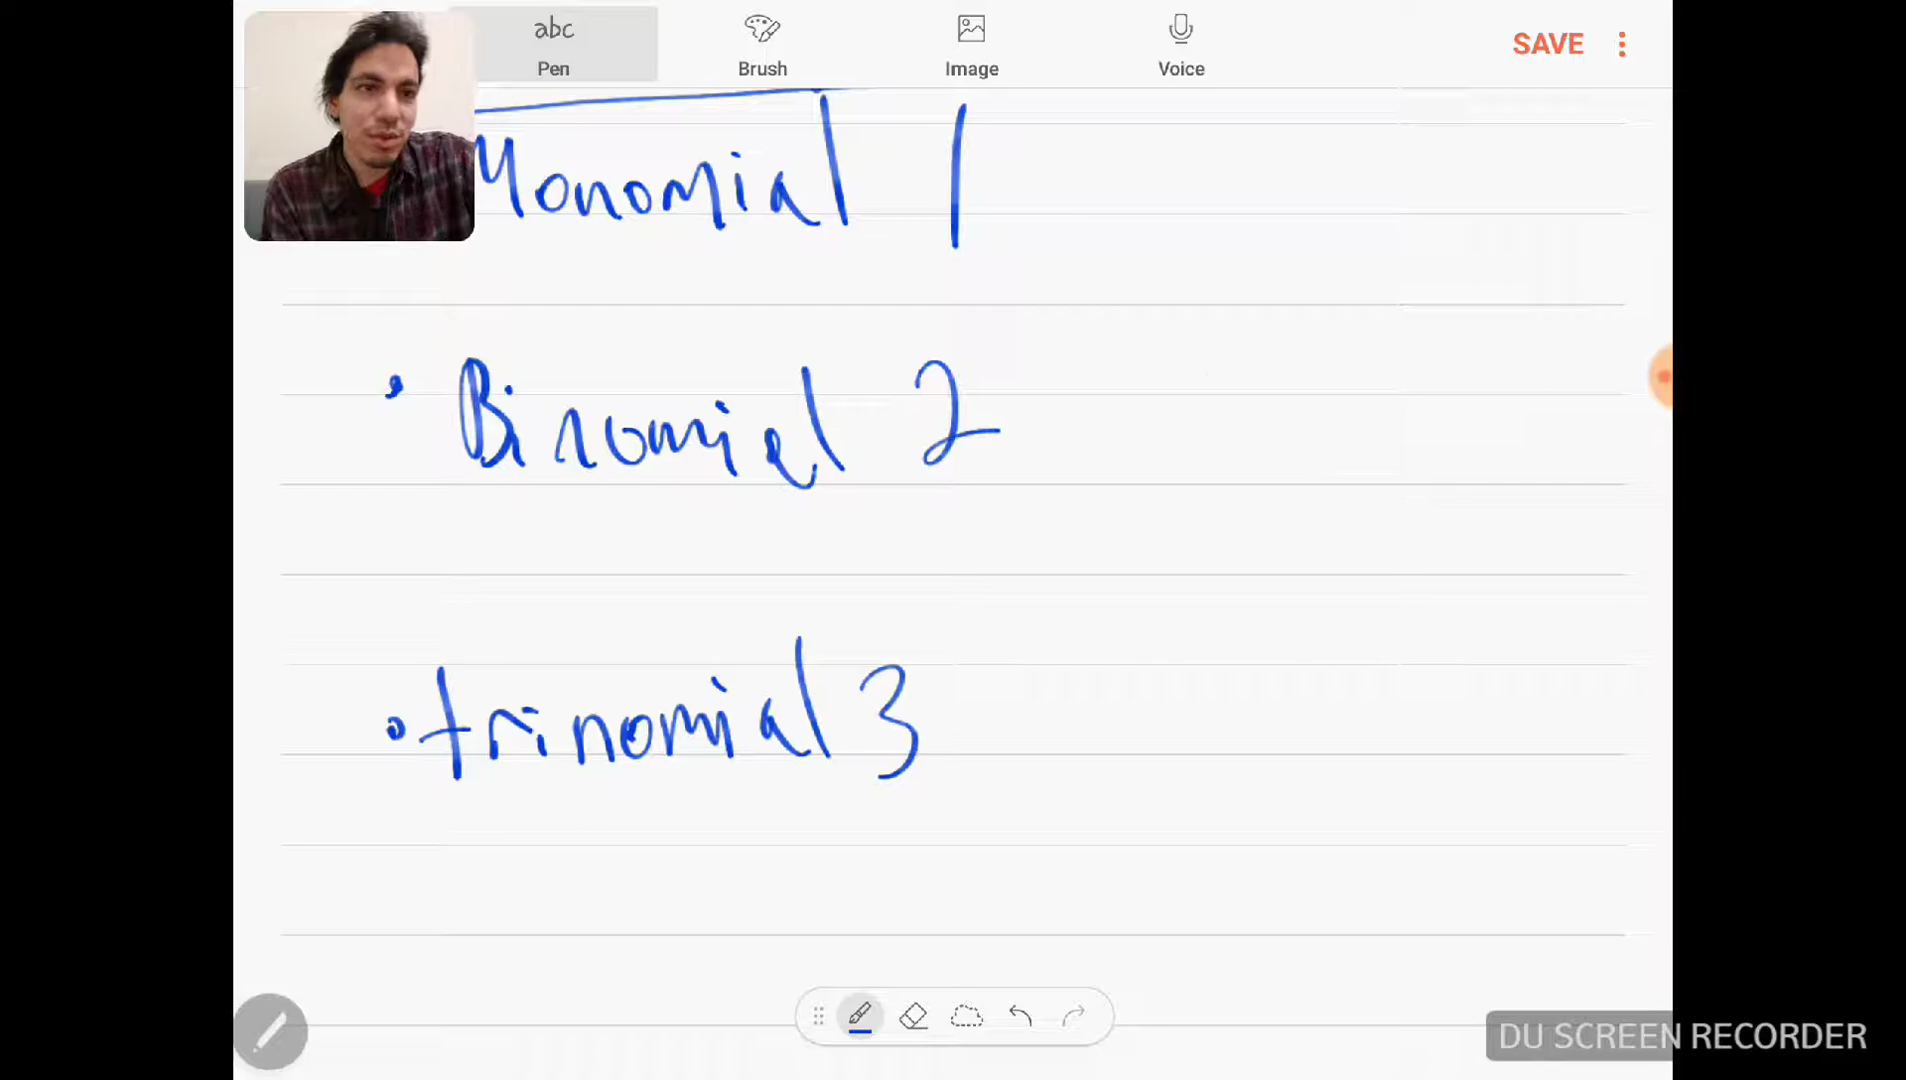 abc
Pen Brush Image Voice SAVE
Monomial 1
• Binomial 2
• trinomial 3
DU SCREEN RECORDER